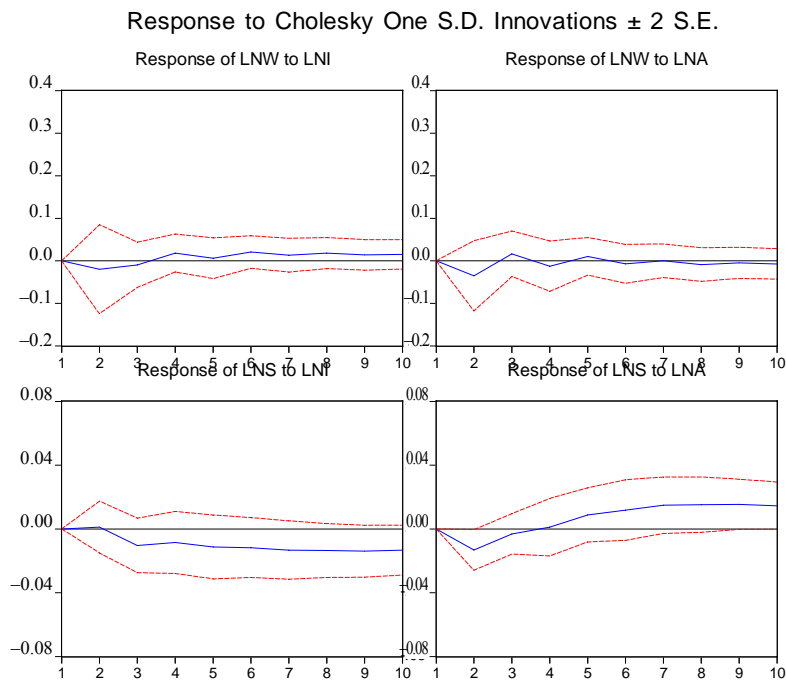 Response to Cholesky One S.D. Innovations ± 2 S.E.
Response of LNW to LNI
Response of LNW to LNA
0.4
0.3
0.2
0.1
0.0
–0.1
–0.2
1 2 3 4 5 6 7 8 9 10
0.4
0.3
0.2
0.1
0.0
–0.1
–0.2
1 2 3 4 5 6 7 8 9 10
Response of LNS to LNI
Response of LNS to LNA
0.08
0.04
0.00
–0.04
–0.08
1 2 3 4 5 6 7 8 9 10
0.08
0.04
0.00
–0.04
–0.08
1 2 3 4 5 6 7 8 9 10